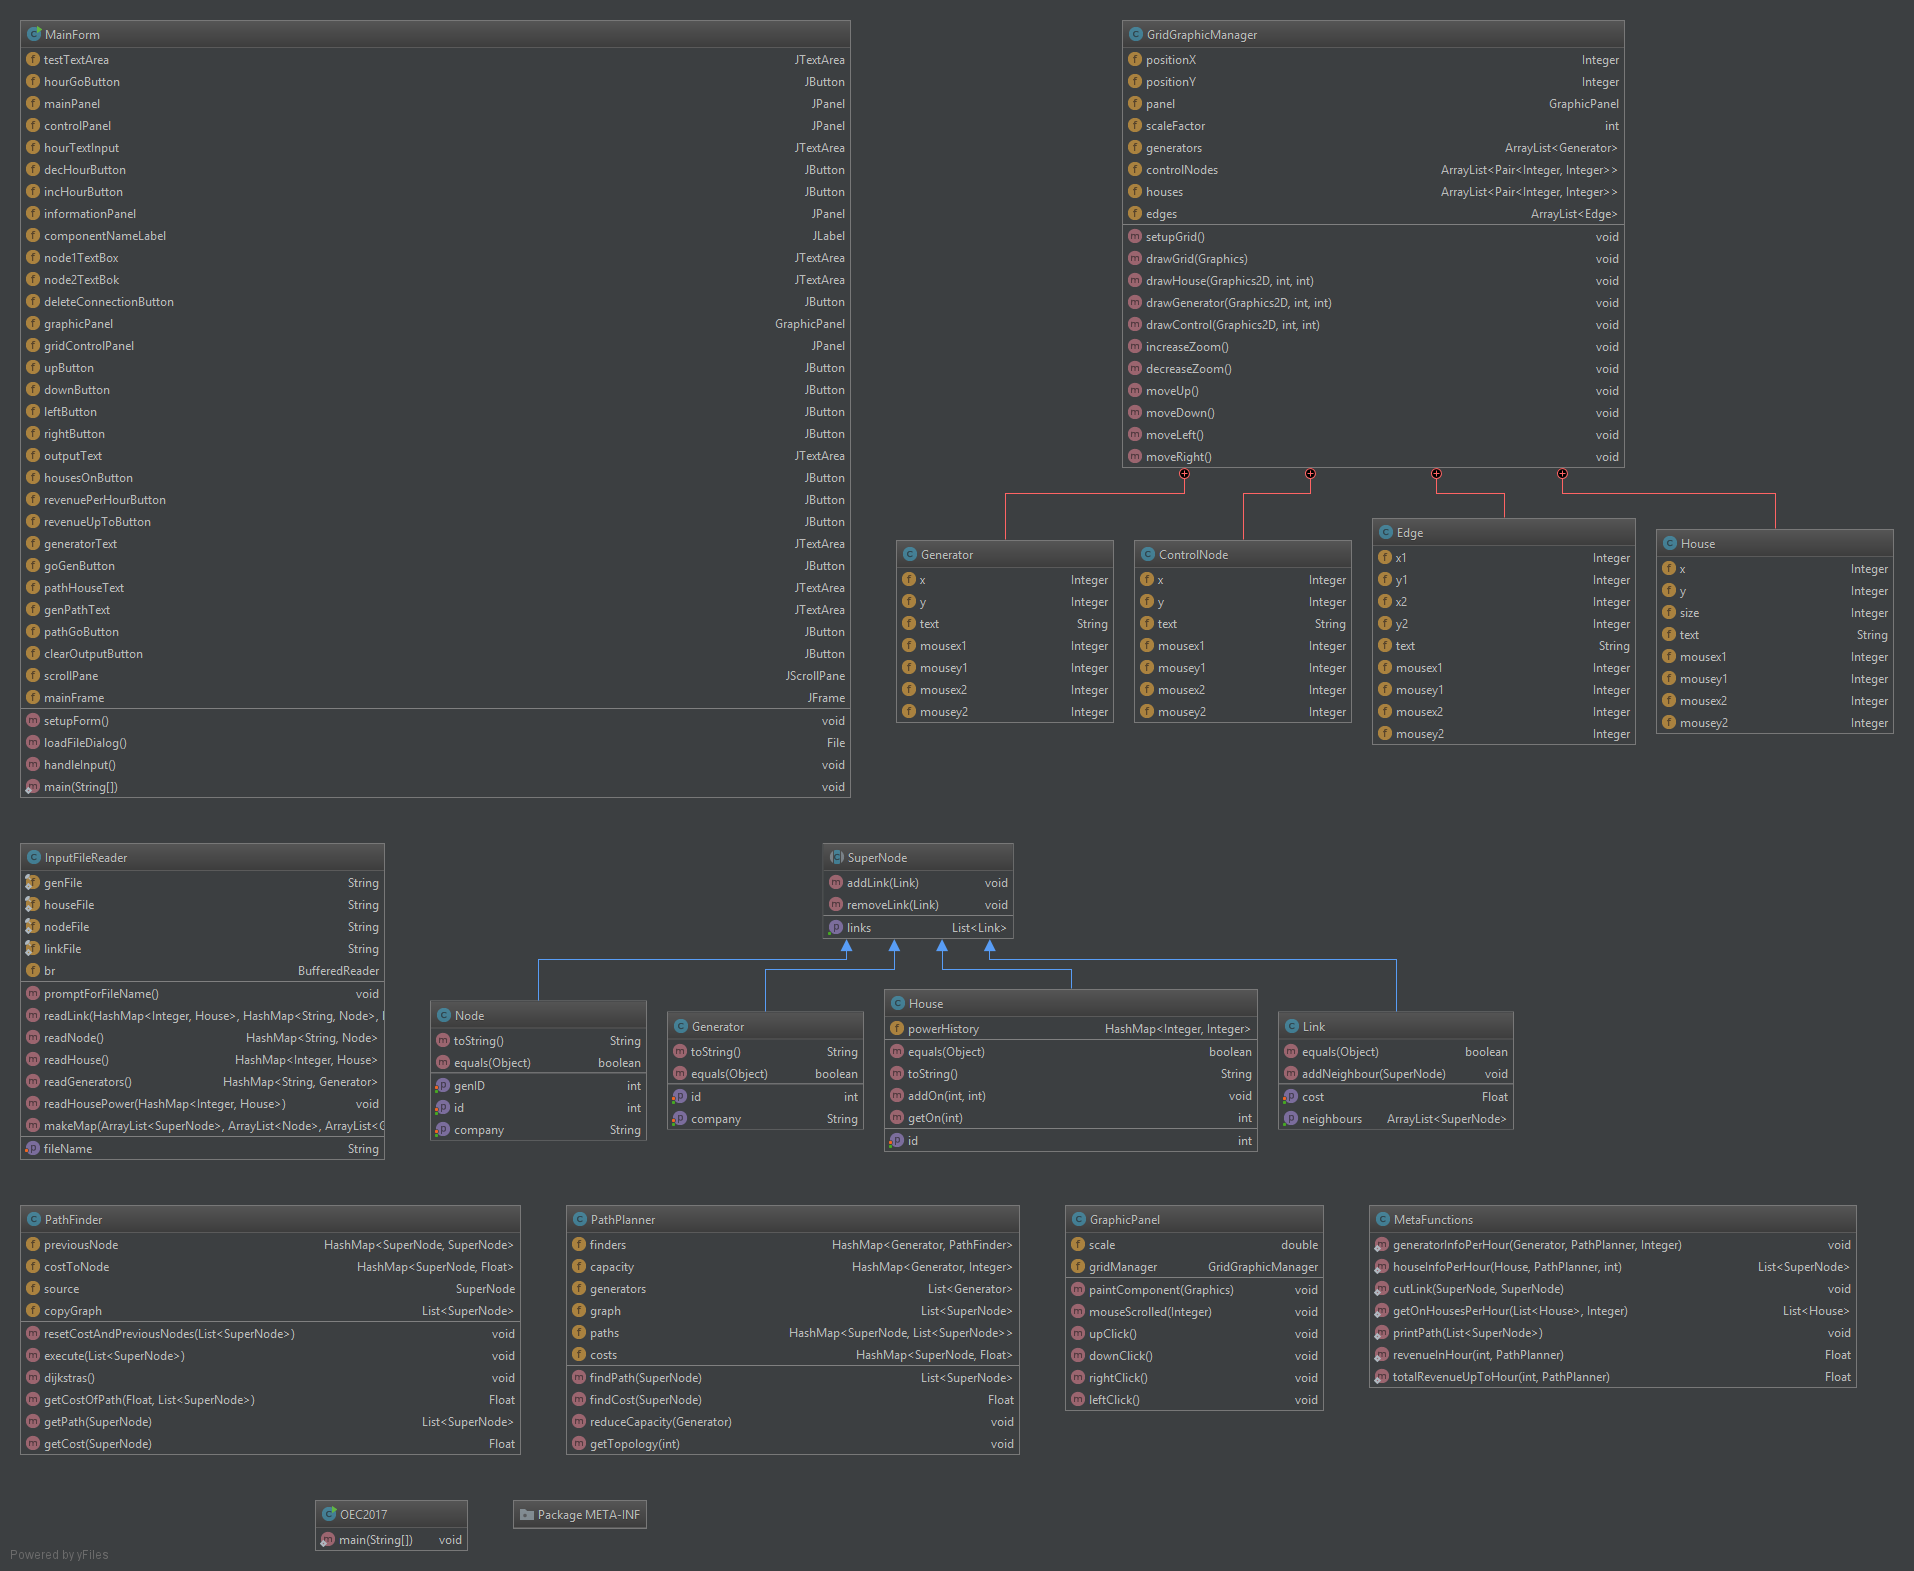 MainForm
testTextArea JTextArea
hourGoButton JButton
mainPanel JPanel
controlPanel JPanel
hourTextInput JTextArea
decHourButton JButton
incHourButton JButton
informationPanel JPanel
componentNameLabel JLabel
node1TextBox JTextArea
node2TextBok JTextArea
deleteConnectionButton JButton
graphicPanel GraphicPanel
gridControlPanel JPanel
upButton JButton
downButton JButton
leftButton JButton
rightButton JButton
outputText JTextArea
housesOnButton JButton
revenuePerHourButton JButton
revenueUpToButton JButton
generatorText JTextArea
goGenButton JButton
pathHouseText JTextArea
genPathText JTextArea
pathGoButton JButton
clearOutputButton JButton
scrollPane JScrollPane
mainFrame JFrame
setupForm() void
loadFileDialog() File
handleInput() void
main(String[]) void
GridGraphicManager
positionX Integer
positionY Integer
panel GraphicPanel
scaleFactor int
generators ArrayList<Generator>
controlNodes ArrayList<Pair<Integer, Integer>>
houses ArrayList<Pair<Integer, Integer>>
edges ArrayList<Edge>
setupGrid() void
drawGrid(Graphics) void
drawHouse(Graphics2D, int, int) void
drawGenerator(Graphics2D, int, int) void
drawControl(Graphics2D, int, int) void
increaseZoom() void
decreaseZoom() void
moveUp() void
moveDown() void
moveLeft() void
moveRight() void
Generator
x Integer
y Integer
text String
mousex1 Integer
mousey1 Integer
mousex2 Integer
mousey2 Integer
ControlNode
x Integer
y Integer
text String
mousex1 Integer
mousey1 Integer
mousex2 Integer
mousey2 Integer
Edge
x1 Integer
y1 Integer
x2 Integer
y2 Integer
text String
mousex1 Integer
mousey1 Integer
mousex2 Integer
mousey2 Integer
House
x Integer
y Integer
size Integer
text String
mousex1 Integer
mousey1 Integer
mousex2 Integer
mousey2 Integer
InputFileReader
genFile String
houseFile String
nodeFile String
linkFile String
br BufferedReader
promptForFileName() void
readLink(HashMap<Integer, House>, HashMap<String, Node>,
readNode() HashMap<String, Node>
readHouse() HashMap<Integer, House>
readGenerators() HashMap<String, Generator>
readHousePower(HashMap<Integer, House>) void
makeMap(ArrayList<SuperNode>, ArrayList<Node>, ArrayList<
fileName String
SuperNode
addLink(Link) void
removeLink(Link) void
links List<Link>
Node
toString() String
equals(Object) boolean
genID int
id int
company String
Generator
toString() String
equals(Object) boolean
id int
company String
House
powerHistory HashMap<Integer, Integer>
equals(Object) boolean
toString() String
addOn(int, int) void
getOn(int) int
id int
Link
equals(Object) boolean
addNeighbour(SuperNode) void
cost Float
neighbours ArrayList<SuperNode>
PathFinder
previousNode HashMap<SuperNode, SuperNode>
costToNode HashMap<SuperNode, Float>
source SuperNode
copyGraph List<SuperNode>
resetCostAndPreviousNodes(List<SuperNode>) void
execute(List<SuperNode>) void
dijkstras() void
getCostOfPath(Float, List<SuperNode>) Float
getPath(SuperNode) List<SuperNode>
getCost(SuperNode) Float
PathPlanner
finders HashMap<Generator, PathFinder>
capacity HashMap<Generator, Integer>
generators List<Generator>
graph List<SuperNode>
paths HashMap<SuperNode, List<SuperNode>>
costs HashMap<SuperNode, Float>
findPath(SuperNode) List<SuperNode>
findCost(SuperNode) Float
reduceCapacity(Generator) void
getTopology(int) void
GraphicPanel
scale double
gridManager GridGraphicManager
paintComponent(Graphics) void
mouseScrolled(Integer) void
upClick() void
downClick() void
rightClick() void
leftClick() void
MetaFunctions
generatorInfoPerHour(Generator, PathPlanner, Integer) void
houseInfoPerHour(House, PathPlanner, int) List<SuperNode>
cutLink(SuperNode, SuperNode) void
getOnHousesPerHour(List<House>, Integer) List<House>
printPath(List<SuperNode>) void
revenueInHour(int, PathPlanner) Float
totalRevenueUpToHour(int, PathPlanner) Float
OEC2017
main(String[]) void
Package META-INF
Powered by yFiles